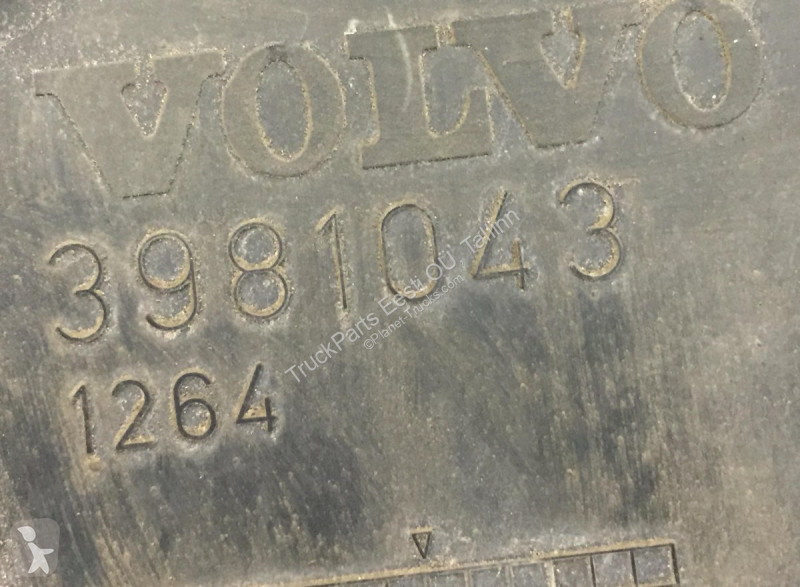 VOLVO
3981043
1264
TruckParts Eesti OÜ, Tallinn
©Planet-Trucks.com